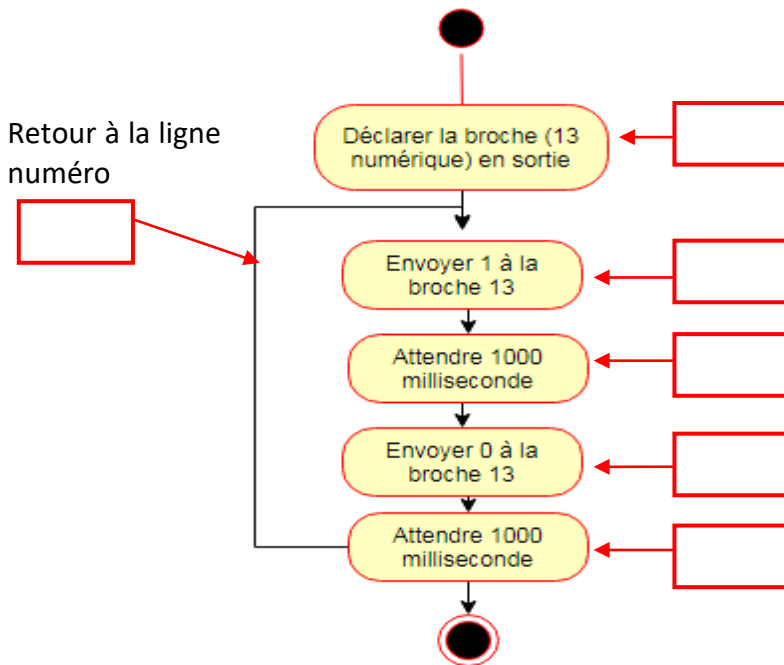 Retour à la ligne
numéro
Déclarer la broche (13
numérique) en sortie
Envoyer 1 à la
broche 13
Attendre 1000
milliseconde
Envoyer 0 à la
broche 13
Attendre 1000
milliseconde